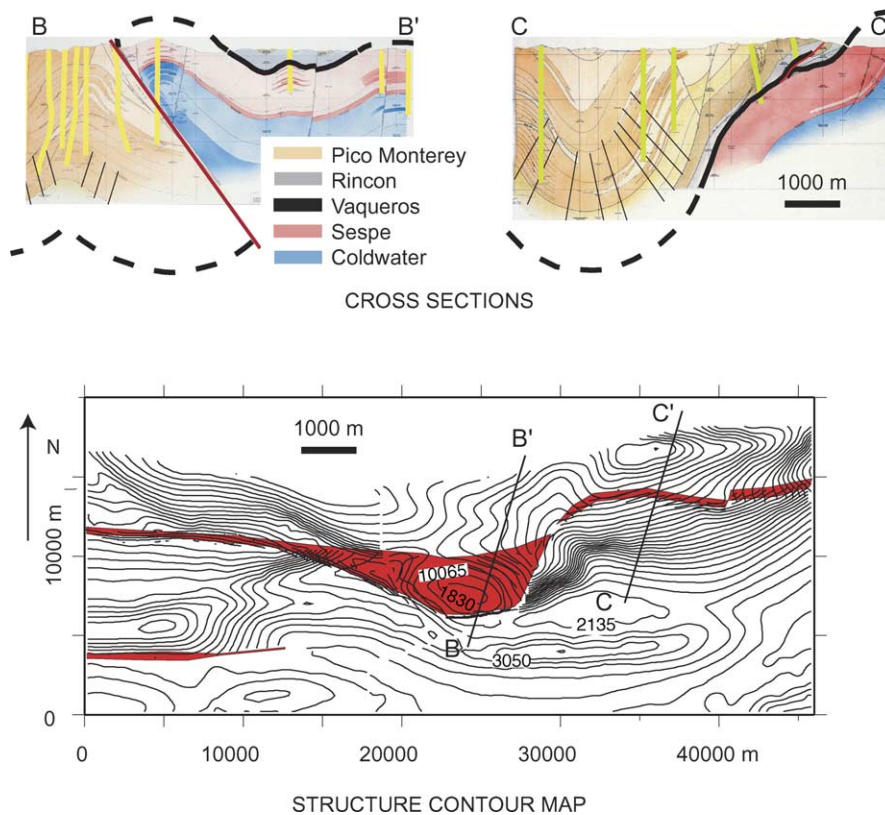 B
B'
C
C'
Pico Monterey
Rincon
Vaqueros
Sespe
Coldwater
1000 m
CROSS SECTIONS
N
1000 m
B'
C'
10000 m
10065
1830
C
2135
B
3050
0
0 10000 20000 30000 40000 m
STRUCTURE CONTOUR MAP